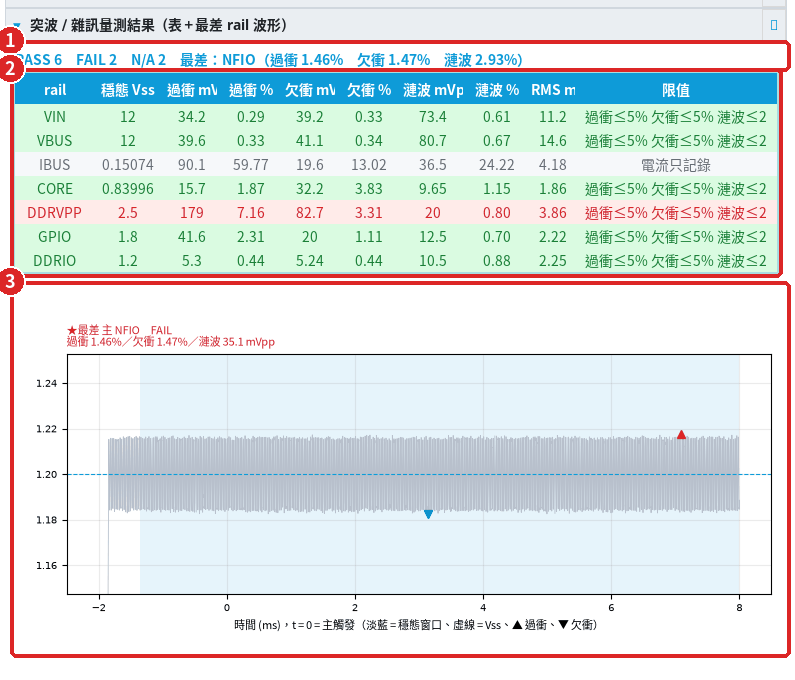 突波 / 雜訊量測結果（表＋最差 rail 波形）
1
PASS 6 FAIL 2 N/A 2 最差：NFIO（過衝 1.46% 欠衝 1.47% 漣波 2.93%）
2
rail 穩態 Vss 過衝 mV 過衝 % 欠衝 mV 欠衝 % 漣波 mVp 漣波 % RMS m 限值
VIN 12 34.2 0.29 39.2 0.33 73.4 0.61 11.2 過衝≤5% 欠衝≤5% 漣波≤2
VBUS 12 39.6 0.33 41.1 0.34 80.7 0.67 14.6 過衝≤5% 欠衝≤5% 漣波≤2
IBUS 0.15074 90.1 59.77 19.6 13.02 36.5 24.22 4.18 電流只記錄
CORE 0.83996 15.7 1.87 32.2 3.83 9.65 1.15 1.86 過衝≤5% 欠衝≤5% 漣波≤2
DDRVPP 2.5 179 7.16 82.7 3.31 20 0.80 3.86 過衝≤5% 欠衝≤5% 漣波≤2
GPIO 1.8 41.6 2.31 20 1.11 12.5 0.70 2.22 過衝≤5% 欠衝≤5% 漣波≤2
DDRIO 1.2 5.3 0.44 5.24 0.44 10.5 0.88 2.25 過衝≤5% 欠衝≤5% 漣波≤2
3
★最差 主 NFIO FAIL
過衝 1.46%／欠衝 1.47%／漣波 35.1 mVpp
1.24
1.22
1.20
1.18
1.16
−2 0 2 4 6 8
時間 (ms)，t＝0＝主觸發（淡藍＝穩態窗口、虛線＝Vss、▲過衝、▼欠衝）